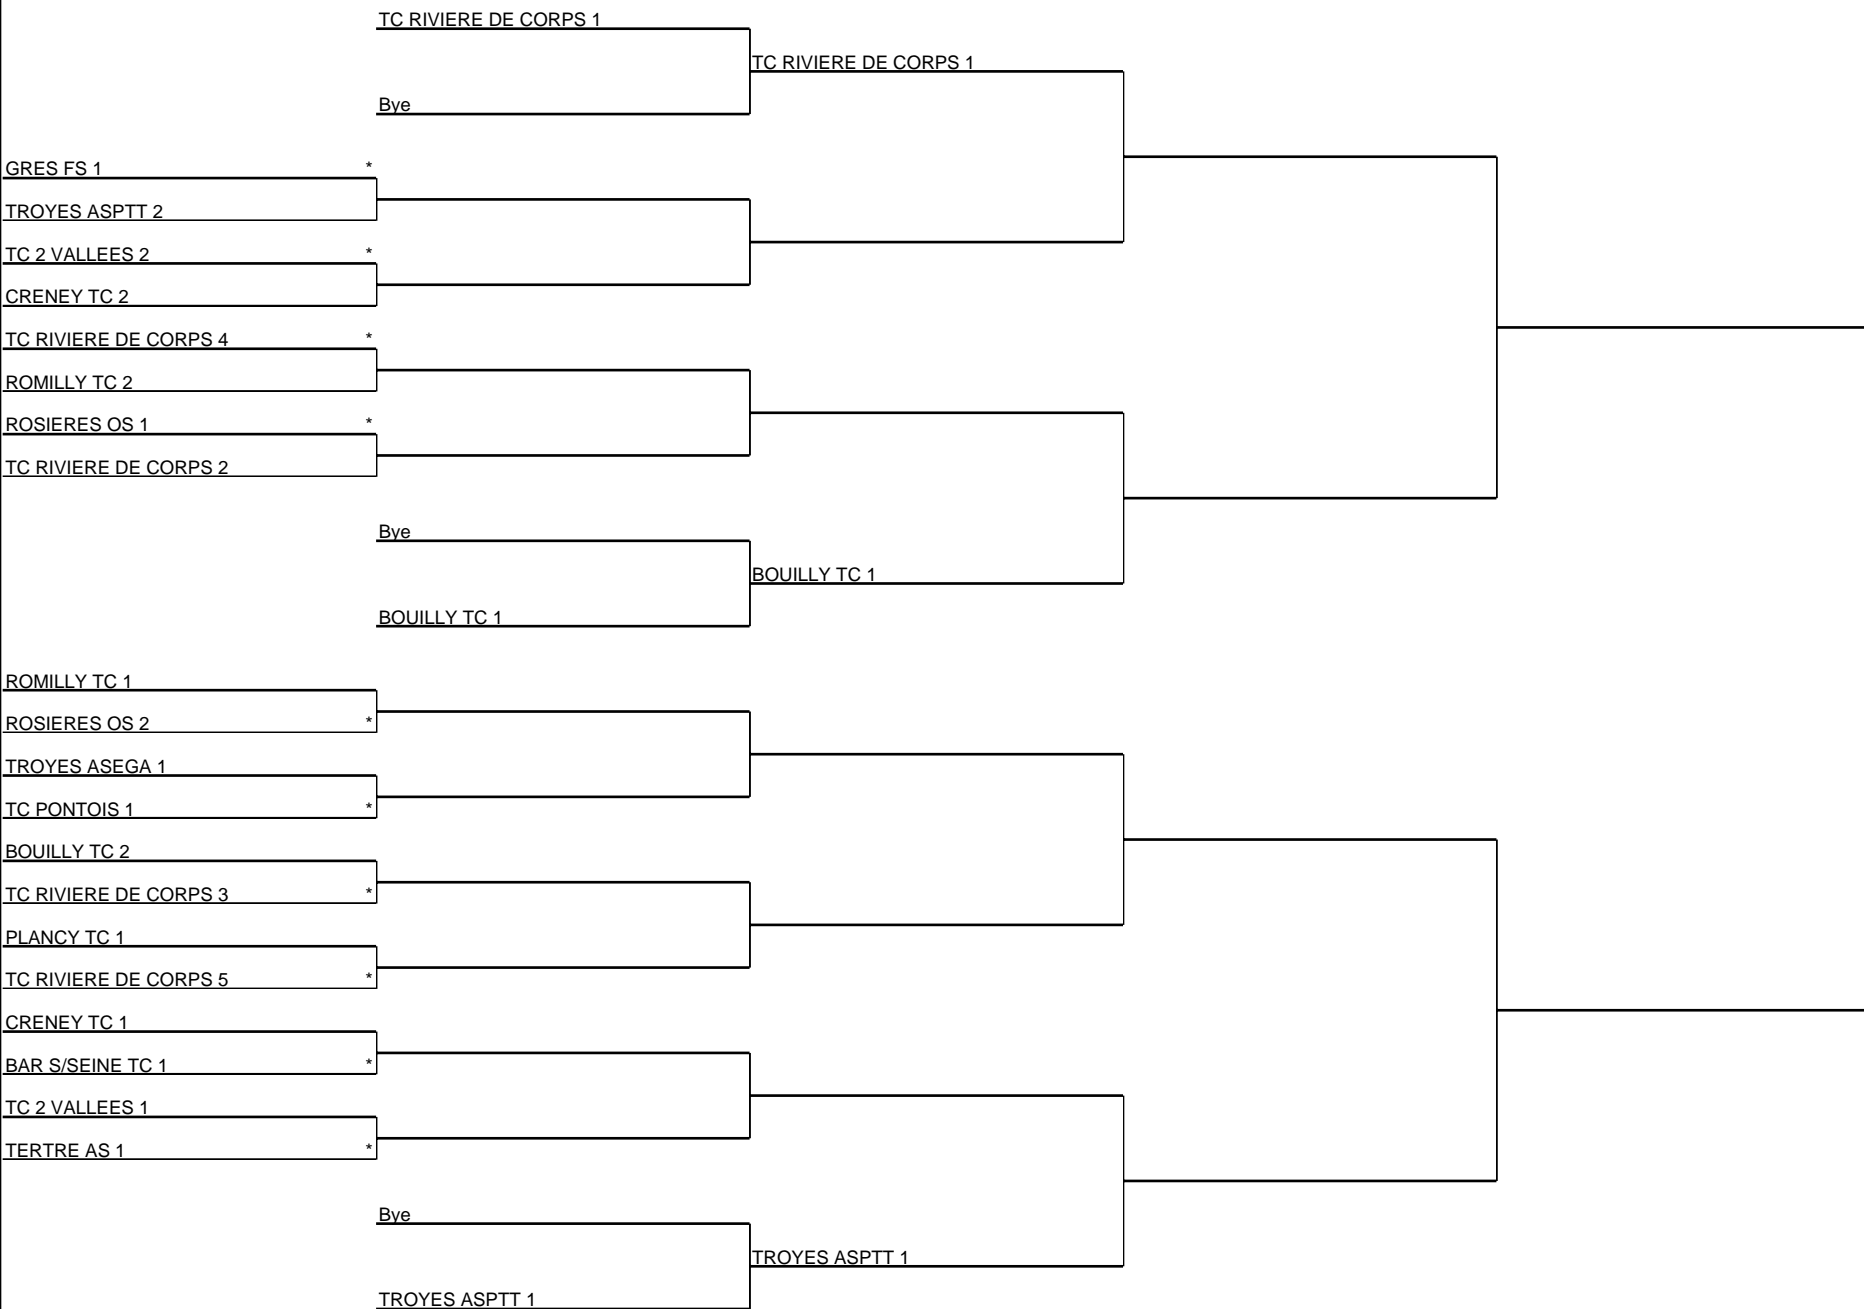 TC RIVIERE DE CORPS 1
TC RIVIERE DE CORPS 1
Bye
GRES FS 1 *
TROYES ASPTT 2
TC 2 VALLEES 2 *
CRENEY TC 2
TC RIVIERE DE CORPS 4 *
ROMILLY TC 2
ROSIERES OS 1 *
TC RIVIERE DE CORPS 2
Bye
BOUILLY TC 1
BOUILLY TC 1
ROMILLY TC 1
ROSIERES OS 2 *
TROYES ASEGA 1
TC PONTOIS 1 *
BOUILLY TC 2
TC RIVIERE DE CORPS 3 *
PLANCY TC 1
TC RIVIERE DE CORPS 5 *
CRENEY TC 1
BAR S/SEINE TC 1 *
TC 2 VALLEES 1
TERTRE AS 1 *
Bye
TROYES ASPTT 1
TROYES ASPTT 1